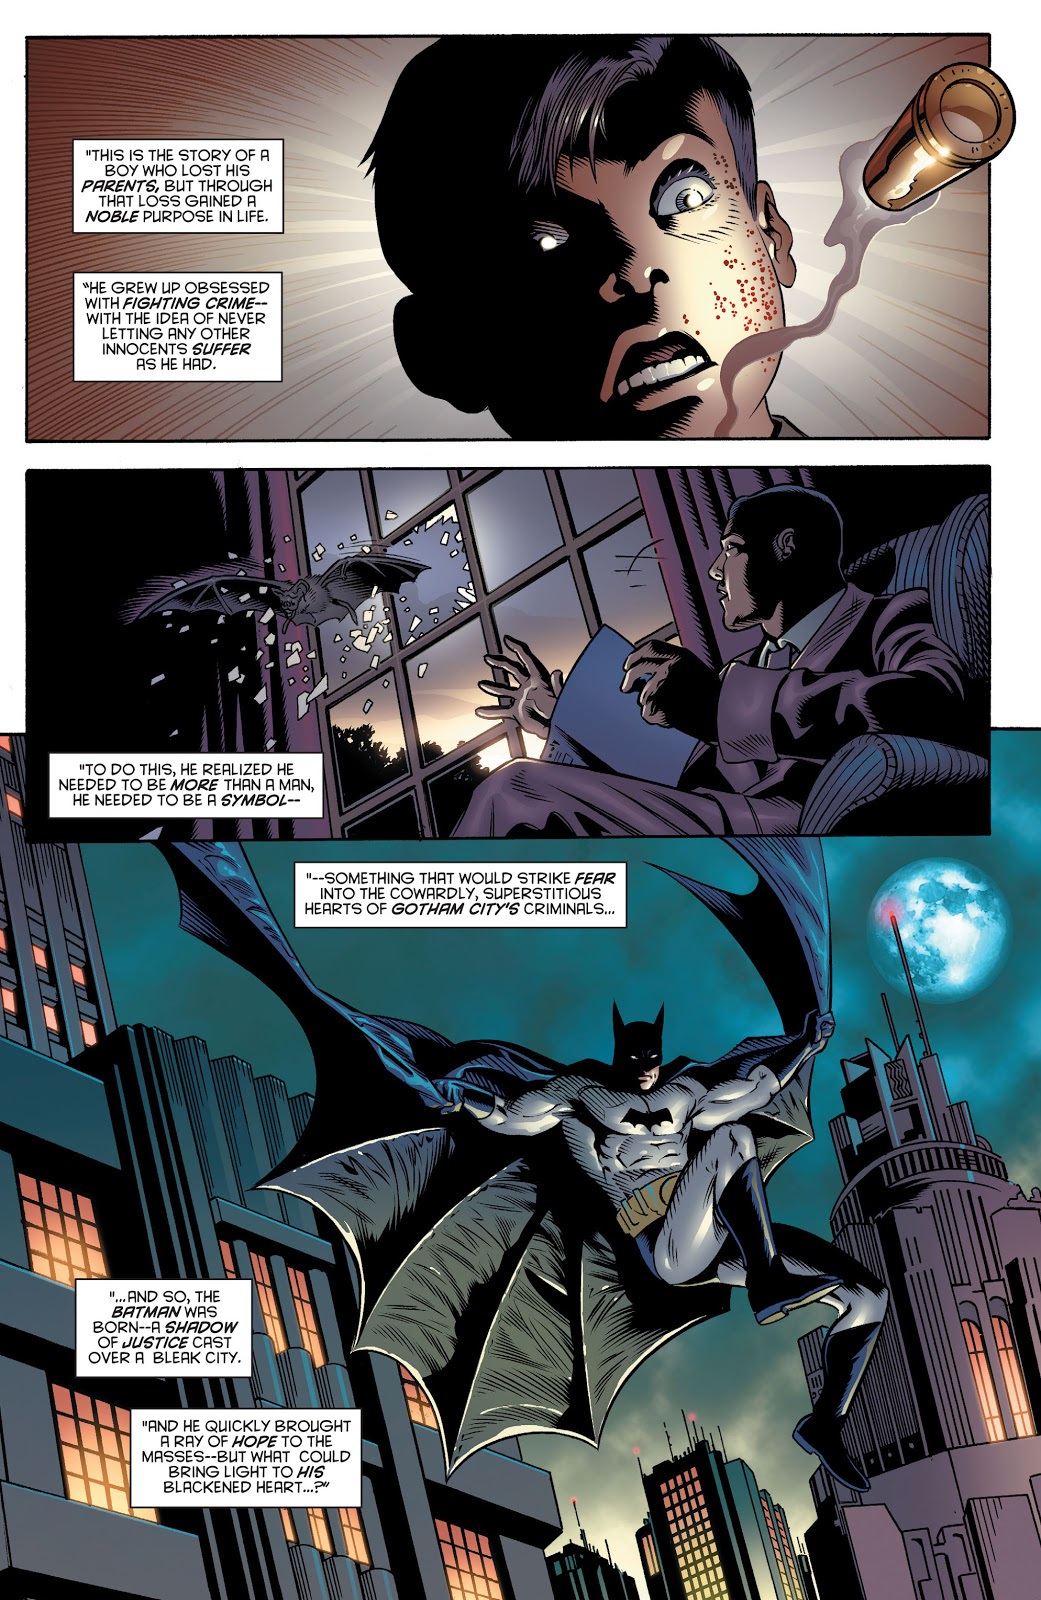 "THIS IS THE STORY OF A
BOY WHO LOST HIS
PARENTS, BUT THROUGH
THAT LOSS GAINED A
NOBLE PURPOSE IN LIFE.
"HE GREW UP OBSESSED
WITH FIGHTING CRIME--
WITH THE IDEA OF NEVER
LETTING ANY OTHER
INNOCENTS SUFFER
AS HE HAD.
"TO DO THIS, HE REALIZED HE
NEEDED TO BE MORE THAN A MAN,
HE NEEDED TO BE A SYMBOL--
"--SOMETHING THAT WOULD STRIKE FEAR
INTO THE COWARDLY, SUPERSTITIOUS
HEARTS OF GOTHAM CITY'S CRIMINALS...
"...AND SO, THE
BATMAN WAS
BORN--A SHADOW
OF JUSTICE CAST
OVER A BLEAK CITY.
"AND HE QUICKLY BROUGHT
A RAY OF HOPE TO THE
MASSES--BUT WHAT COULD
BRING LIGHT TO HIS
BLACKENED HEART...?"